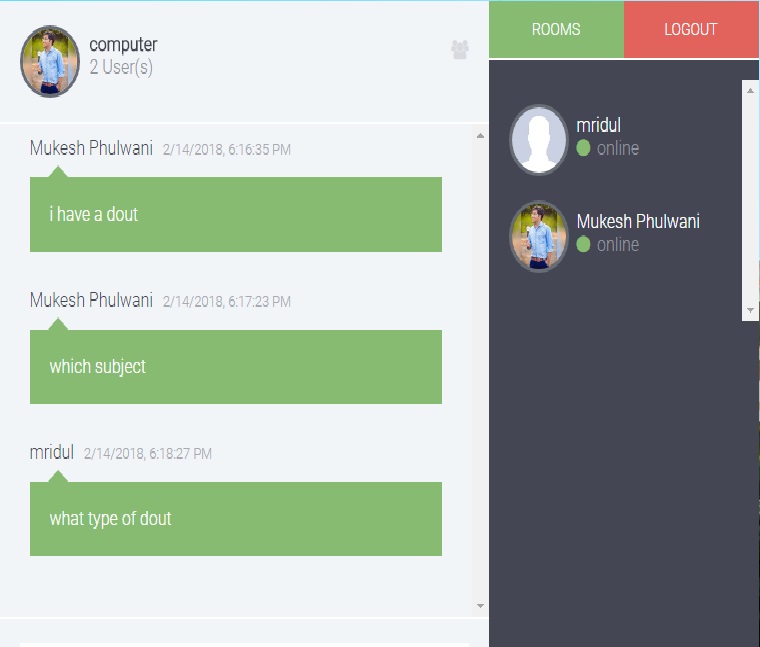 computer
2 User(s)
ROOMS
LOGOUT
Mukesh Phulwani 2/14/2018, 6:16:35 PM
i have a dout
Mukesh Phulwani 2/14/2018, 6:17:23 PM
which subject
mridul 2/14/2018, 6:18:27 PM
what type of dout
mridul
online
Mukesh Phulwani
online